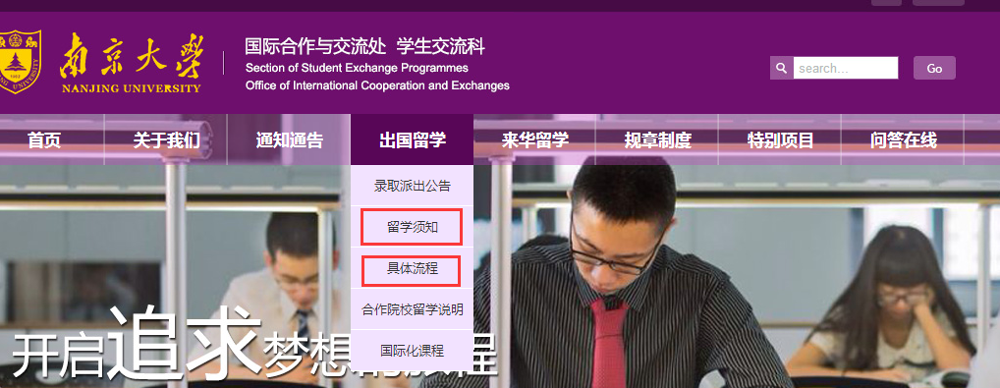 南京大学
NANJING UNIVERSITY
国际合作与交流处 学生交流科
Section of Student Exchange Programmes
Office of International Cooperation and Exchanges
search...
Go
首页
关于我们
通知通告
出国留学
来华留学
规章制度
特别项目
问答在线
录取派出公告
留学须知
具体流程
合作院校留学说明
国际化课程
开启追求梦想的旅程